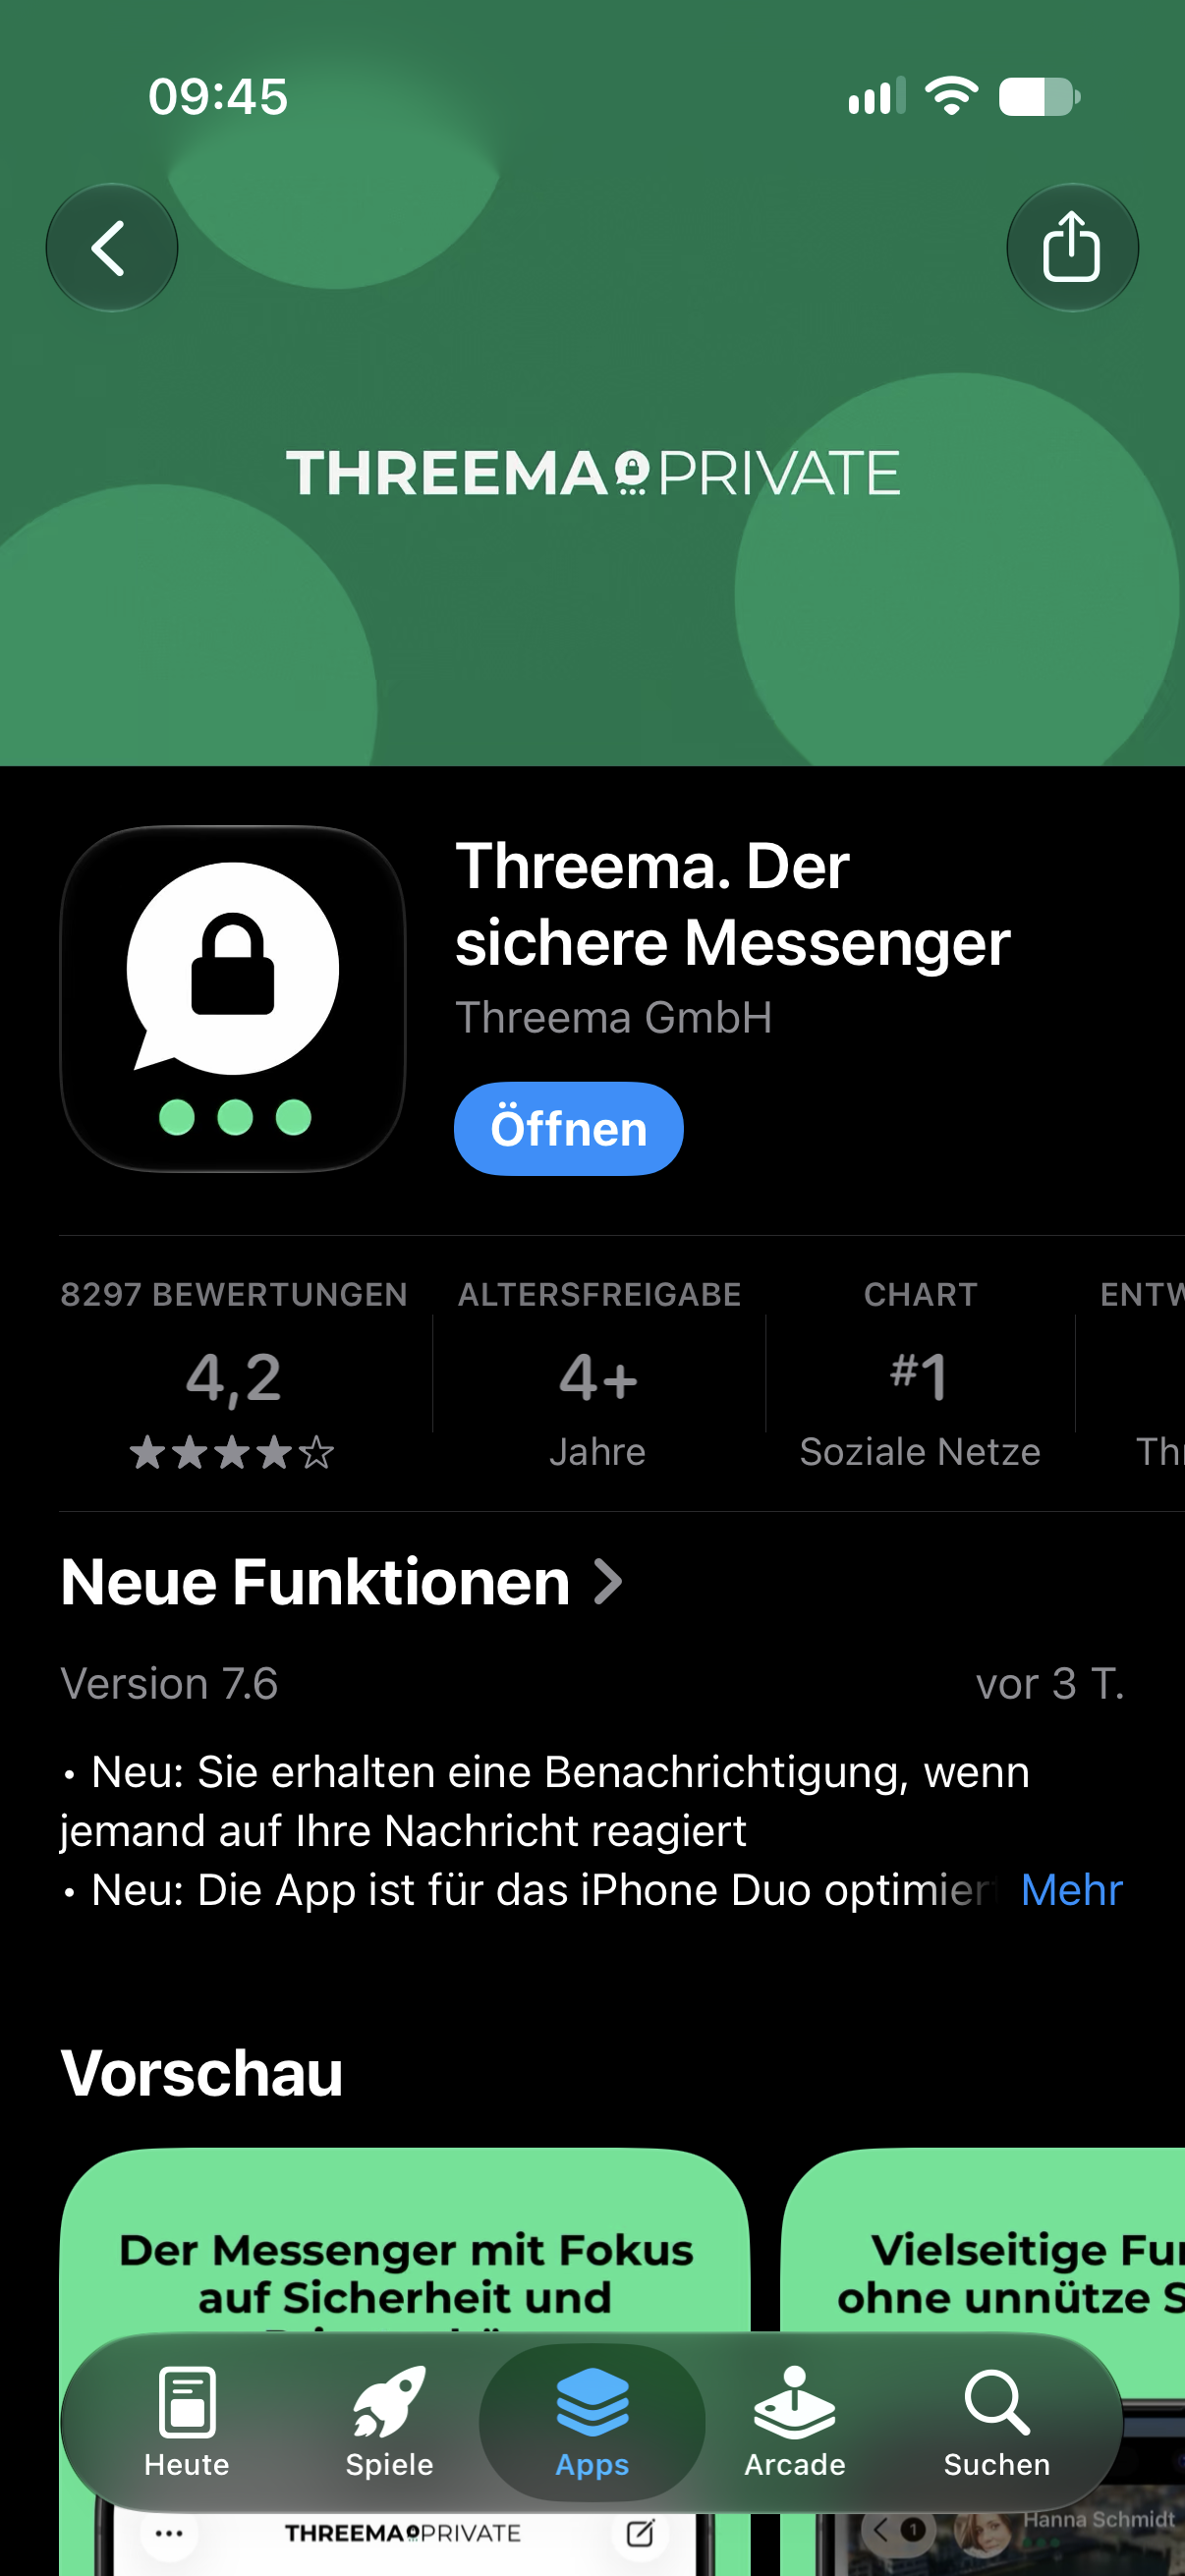 09:45
THREEMA PRIVATE
Threema. Der
sichere Messenger
Threema GmbH
Öffnen
8297 BEWERTUNGEN
4,2
ALTERSFREIGABE
4+
Jahre
CHART
#1
Soziale Netze
Neue Funktionen
Version 7.6
vor 3 T.
• Neu: Sie erhalten eine Benachrichtigung, wenn
jemand auf Ihre Nachricht reagiert
• Neu: Die App ist für das iPhone Duo optimiert
Mehr
Vorschau
Der Messenger mit Fokus
auf Sicherheit und
Vielseitige
ohne unnütze
Heute
Spiele
Apps
Arcade
Suchen
THREEMA PRIVATE
1
Hanna Schmidt